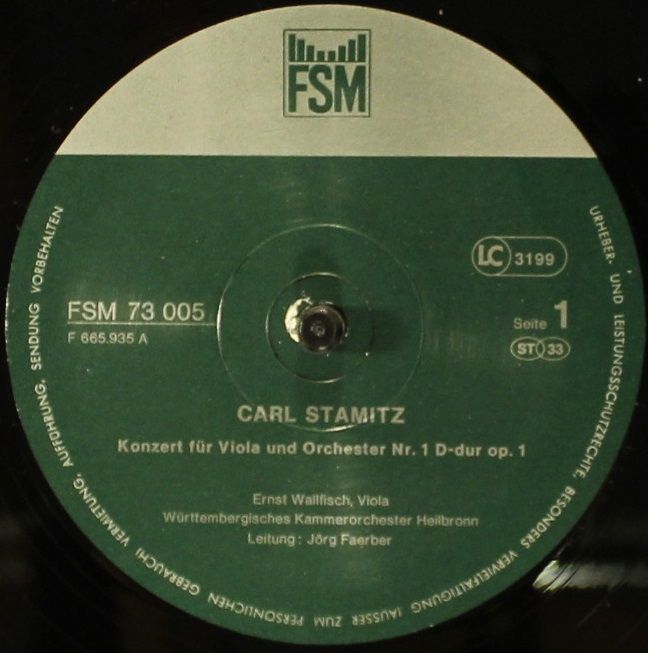 FSM
LC 3199
FSM 73 005
F 665.935 A
Seite 1
ST 33
CARL STAMITZ
Konzert für Viola und Orchester Nr. 1 D-dur op. 1
Ernst Wallfisch, Viola
Württembergisches Kammerorchester Heilbronn
Leitung: Jörg Faerber
URHEBER- UND LEISTUNGSSCHUTZRECHTE, BESONDERS VERVIELFÄLTIGUNG (AUSSER ZUM PERSÖNLICHEN GEBRAUCH) VERMIETUNG, AUFFÜHRUNG, SENDUNG VORBEHALTEN